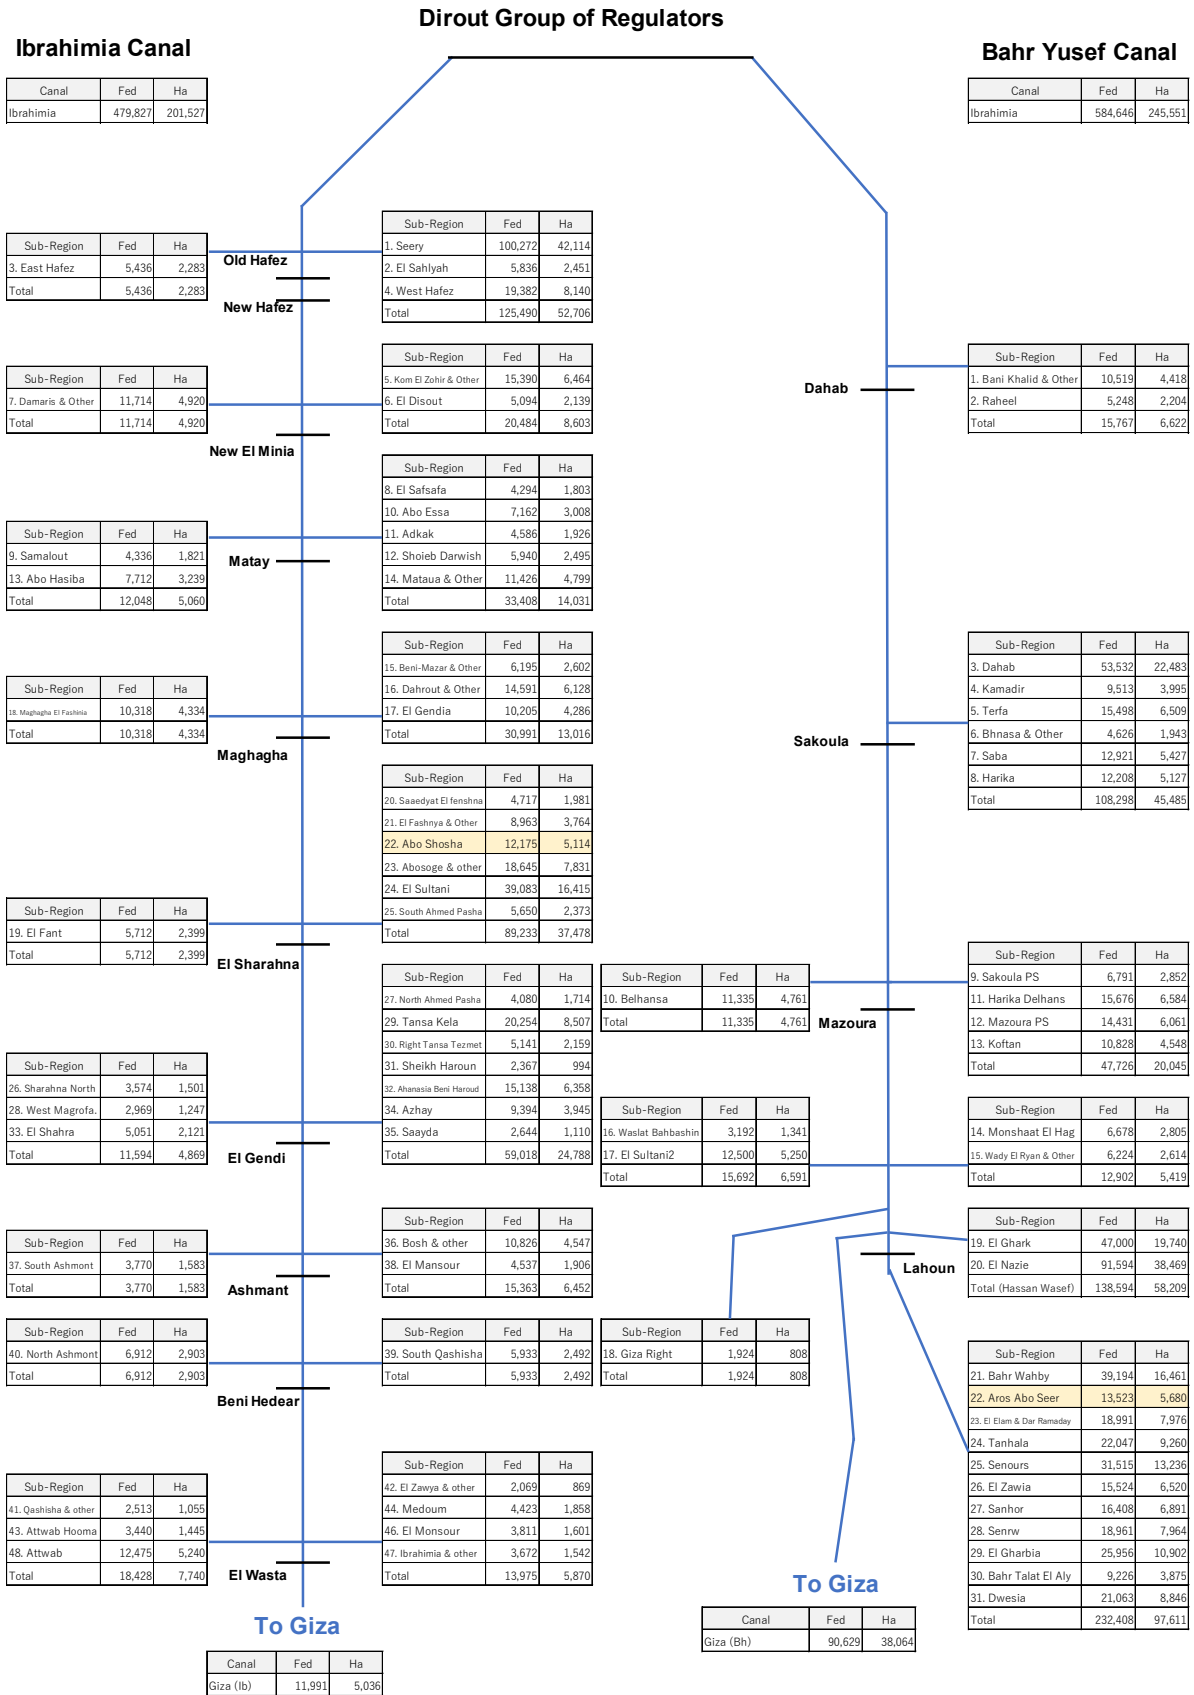 Dirout Group of Regulators
Ibrahimia Canal
Canal Fed Ha
Ibrahimia 479,827 201,527
Bahr Yusef Canal
Canal Fed Ha
Ibrahimia 584,646 245,551
Sub-Region Fed Ha
3. East Hafez 5,436 2,283
Total 5,436 2,283
Old Hafez
New Hafez
Sub-Region Fed Ha
1. Seery 100,272 42,114
2. El Sahlyah 5,836 2,451
4. West Hafez 19,382 8,140
Total 125,490 52,706
Sub-Region Fed Ha
7. Damaris & Other 11,714 4,920
Total 11,714 4,920
New El Minia
Sub-Region Fed Ha
5. Kom El Zohir & Other 15,390 6,464
6. El Disout 5,094 2,139
Total 20,484 8,603
Dahab
Sub-Region Fed Ha
1. Bani Khalid & Other 10,519 4,418
2. Raheel 5,248 2,204
Total 15,767 6,622
Sub-Region Fed Ha
9. Samalout 4,336 1,821
13. Abo Hasiba 7,712 3,239
Total 12,048 5,060
Matay
Sub-Region Fed Ha
8. El Safsafa 4,294 1,803
10. Abo Essa 7,162 3,008
11. Adkak 4,586 1,926
12. Shoieb Darwish 5,940 2,495
14. Mataua & Other 11,426 4,799
Total 33,408 14,031
Sub-Region Fed Ha
18. Maghagha El Fashinia 10,318 4,334
Total 10,318 4,334
Maghagha
Sub-Region Fed Ha
15. Beni-Mazar & Other 6,195 2,602
16. Dahrout & Other 14,591 6,128
17. El Gendia 10,205 4,286
Total 30,991 13,016
Sakoula
Sub-Region Fed Ha
3. Dahab 53,532 22,483
4. Kamadir 9,513 3,995
5. Terfa 15,498 6,509
6. Bhnasa & Other 4,626 1,943
7. Saba 12,921 5,427
8. Harika 12,208 5,127
Total 108,298 45,485
Sub-Region Fed Ha
19. El Fant 5,712 2,399
Total 5,712 2,399
El Sharahna
Sub-Region Fed Ha
20. Saaedyat El fenshna 4,717 1,981
21. El Fashnya & Other 8,963 3,764
22. Abo Shosha 12,175 5,114
23. Abosoge & other 18,645 7,831
24. El Sultani 39,083 16,415
25. South Ahmed Pasha 5,650 2,373
Total 89,233 37,478
Sub-Region Fed Ha
26. Sharahna North 3,574 1,501
28. West Magrofa. 2,969 1,247
33. El Shahra 5,051 2,121
Total 11,594 4,869
El Gendi
Sub-Region Fed Ha
27. North Ahmed Pasha 4,080 1,714
29. Tansa Kela 20,254 8,507
30. Right Tansa Tezmet 5,141 2,159
31. Sheikh Haroun 2,367 994
32. Ahanasia Beni Haroud 15,138 6,358
34. Azhay 9,394 3,945
35. Saayda 2,644 1,110
Total 59,018 24,788
Sub-Region Fed Ha
10. Belhansa 11,335 4,761
Total 11,335 4,761
Mazoura
Sub-Region Fed Ha
9. Sakoula PS 6,791 2,852
11. Harika Delhans 15,676 6,584
12. Mazoura PS 14,431 6,061
13. Koftan 10,828 4,548
Total 47,726 20,045
Sub-Region Fed Ha
16. Waslat Bahbashin 3,192 1,341
17. El Sultani2 12,500 5,250
Total 15,692 6,591
Sub-Region Fed Ha
14. Monshaat El Hag 6,678 2,805
15. Wady El Ryan & Other 6,224 2,614
Total 12,902 5,419
Sub-Region Fed Ha
37. South Ashmont 3,770 1,583
Total 3,770 1,583
Ashmant
Sub-Region Fed Ha
36. Bosh & other 10,826 4,547
38. El Mansour 4,537 1,906
Total 15,363 6,452
Lahoun
Sub-Region Fed Ha
19. El Ghark 47,000 19,740
20. El Nazie 91,594 38,469
Total (Hassan Wasef) 138,594 58,209
Sub-Region Fed Ha
40. North Ashmont 6,912 2,903
Total 6,912 2,903
Beni Hedear
Sub-Region Fed Ha
39. South Qashisha 5,933 2,492
Total 5,933 2,492
Sub-Region Fed Ha
18. Giza Right 1,924 808
Total 1,924 808
Sub-Region Fed Ha
21. Bahr Wahby 39,194 16,461
22. Aros Abo Seer 13,523 5,680
23. El Elam & Dar Ramaday 18,991 7,976
24. Tanhala 22,047 9,260
25. Senours 31,515 13,236
26. El Zawia 15,524 6,520
27. Sanhor 16,408 6,891
28. Senrw 18,961 7,964
29. El Gharbia 25,956 10,902
30. Bahr Talat El Aly 9,226 3,875
31. Dwesia 21,063 8,846
Total 232,408 97,611
Sub-Region Fed Ha
41. Qashisha & other 2,513 1,055
43. Attwab Hooma 3,440 1,445
48. Attwab 12,475 5,240
Total 18,428 7,740
El Wasta
Sub-Region Fed Ha
42. El Zawya & other 2,069 869
44. Medoum 4,423 1,858
46. El Monsour 3,811 1,601
47. Ibrahimia & other 3,672 1,542
Total 13,975 5,870
To Giza
Canal Fed Ha
Giza (Ib) 11,991 5,036
To Giza
Canal Fed Ha
Giza (Bh) 90,629 38,064